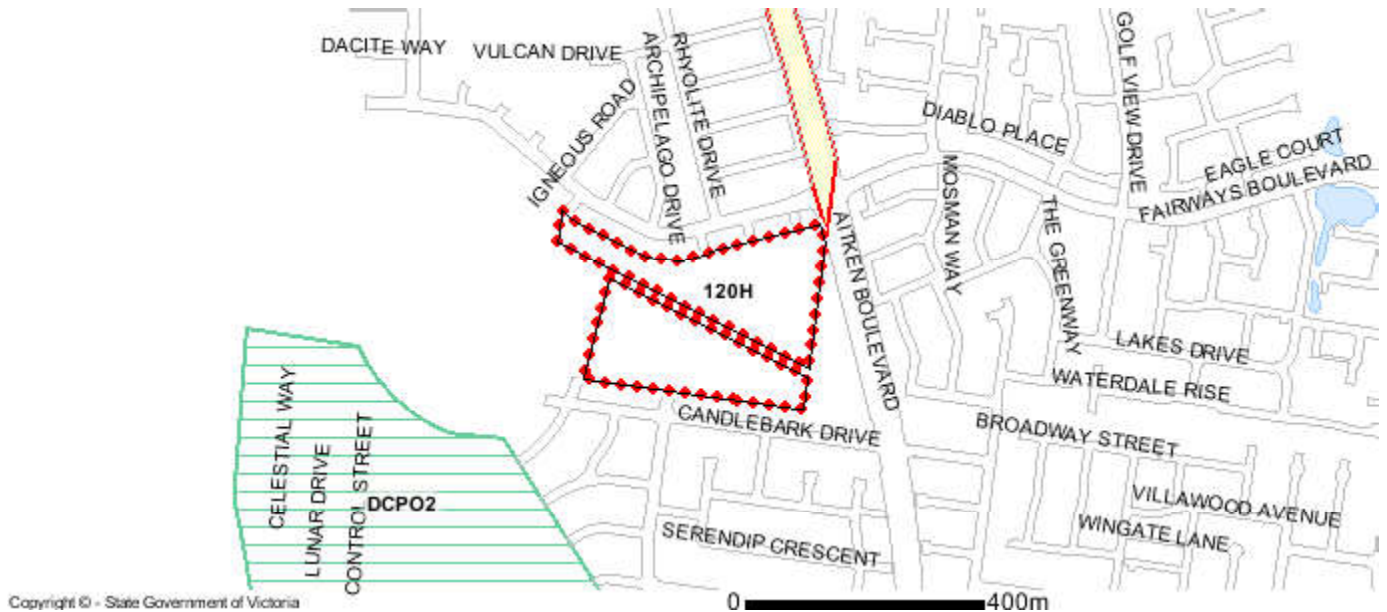 DACITE WAY
VULCAN DRIVE
RHYOLITE DRIVE
ARCHIPELAGO DRIVE
IGNEOUS ROAD
GOLF VIEW DRIVE
DIABLO PLACE
EAGLE COURT
FAIRWAYS BOULEVARD
MOSMAN WAY
THE GREENWAY
AITKEN BOULEVARD
120H
LAKES DRIVE
WATERDALE RISE
CANDLEBARK DRIVE
BROADWAY STREET
CELESTIAL WAY
LUNAR DRIVE
CONTROL STREET
DCPO2
VILLAWOOD AVENUE
WINGATE LANE
SERENDIP CRESCENT
Copyright © - State Government of Victoria
0 400m